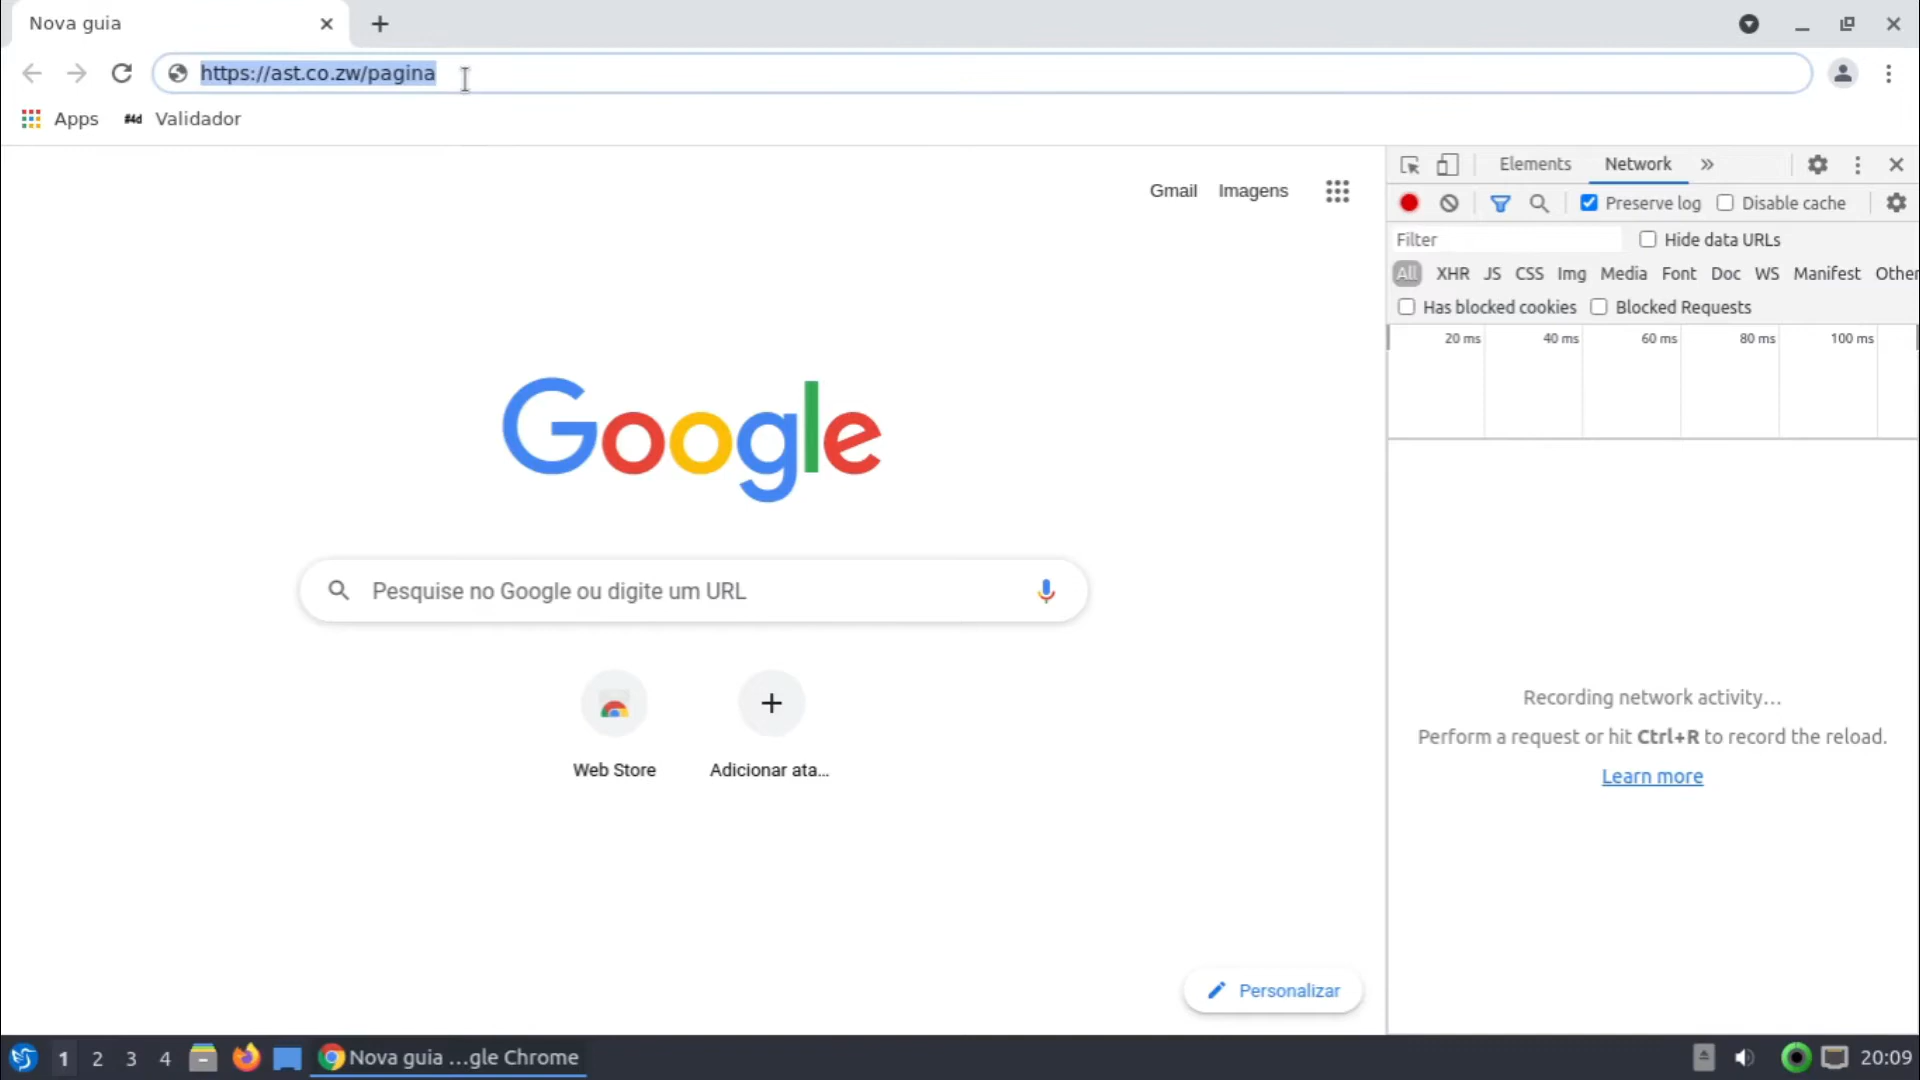 Nova guia
https://ast.co.zw/pagina
Apps
#4d Validador
Gmail Imagens
Elements Network
Preserve log Disable cache
Filter Hide data URLs
All XHR JS CSS Img Media Font Doc WS Manifest Other
Has blocked cookies Blocked Requests
20 ms 40 ms 60 ms 80 ms 100 ms
Google
Pesquise no Google ou digite um URL
Recording network activity...
Perform a request or hit Ctrl+R to record the reload.
Learn more
Web Store Adicionar ata...
Personalizar
1 2 3 4 Nova guia ...gle Chrome 20:09